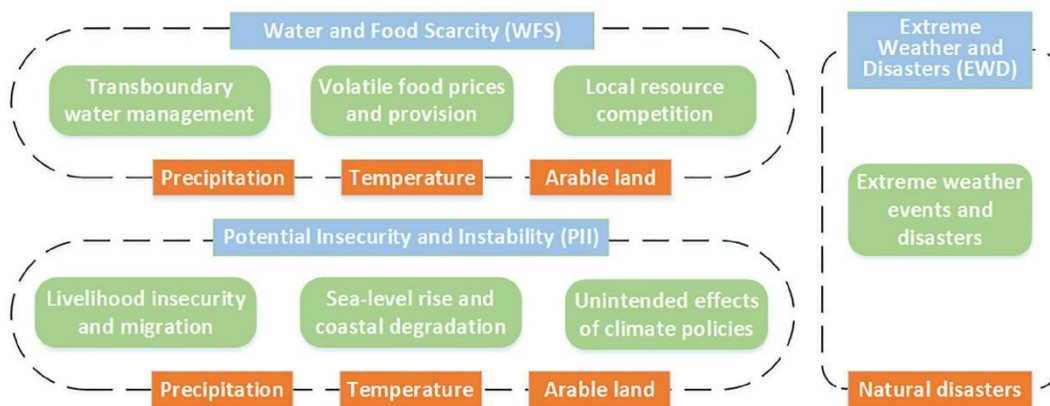 Water and Food Scarcity (WFS)
Transboundary
water management
Volatile food prices
and provision
Local resource
competition
Precipitation
Temperature
Arable land
Potential Insecurity and Instability (PII)
Livelihood insecurity
and migration
Sea-level rise and
coastal degradation
Unintended effects
of climate policies
Precipitation
Temperature
Arable land
Extreme
Weather and
Disasters (EWD)
Extreme weather
events and
disasters
Natural disasters